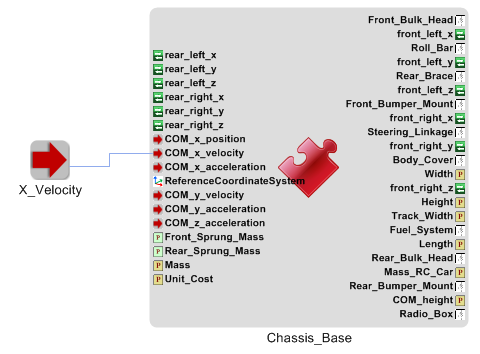 Front_Bulk_Head
front_left_x
Roll_Bar
front_left_y
Rear_Brace
front_left_z
Front_Bumper_Mount
front_right_x
Steering_Linkage
front_right_y
Body_Cover
Width P
front_right_z
Height P
Track_Width P
Fuel_System
Length P
Rear_Bulk_Head
Mass_RC_Car P
Rear_Bumper_Mount
COM_height P
Radio_Box
rear_left_x
rear_left_y
rear_left_z
rear_right_x
rear_right_y
rear_right_z
COM_x_position
COM_x_velocity
COM_x_acceleration
ReferenceCoordinateSystem
COM_y_velocity
COM_y_acceleration
COM_z_acceleration
P Front_Sprung_Mass
P Rear_Sprung_Mass
P Mass
P Unit_Cost
X_Velocity
Chassis_Base